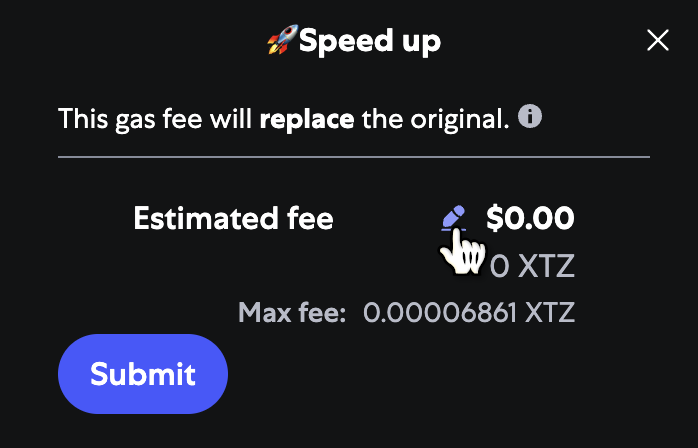 🚀Speed up
This gas fee will replace the original.
Estimated fee $0.00
0 XTZ
Max fee: 0.00006861 XTZ
Submit